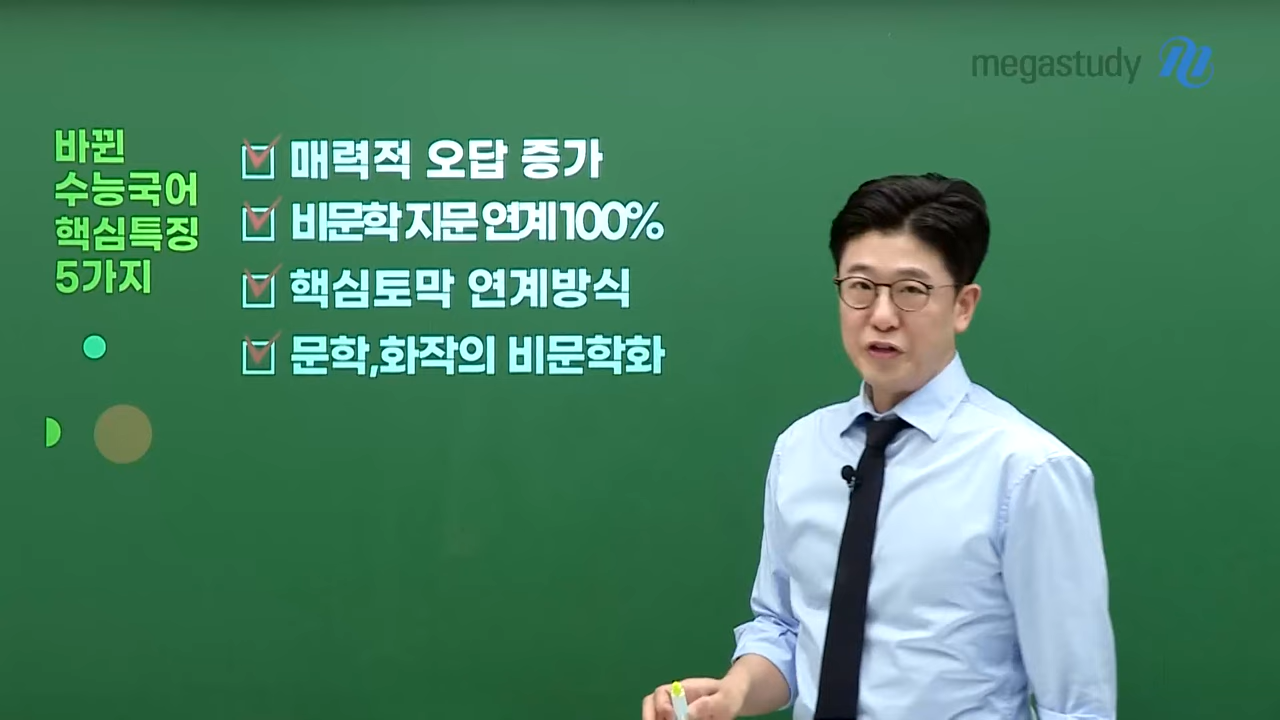 megastudy
바뀐
수능국어
핵심특징
5가지
매력적 오답 증가
비문학 지문 연계 100%
핵심토막 연계방식
문학,화작의 비문학화